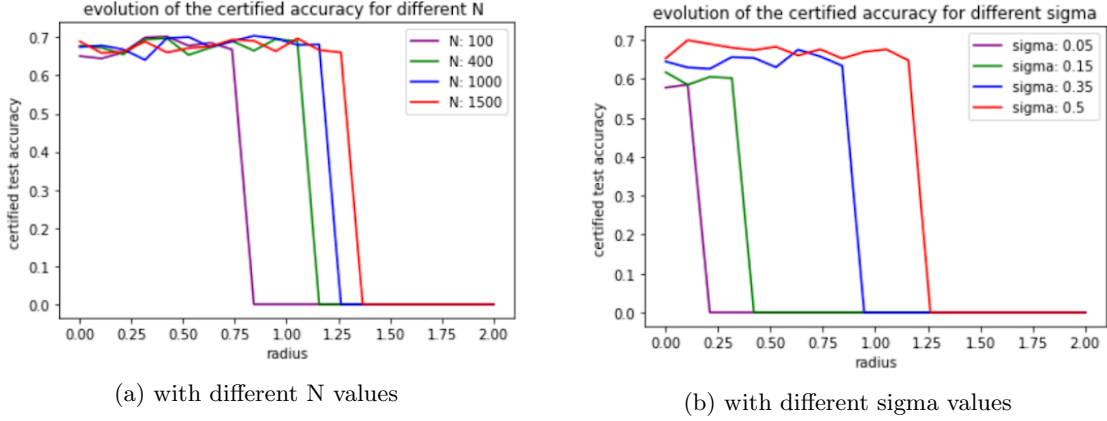 evolution of the certified accuracy for different N
certified test accuracy
0.7
0.6
0.5
0.4
0.3
0.2
0.1
0.0
N: 100
N: 400
N: 1000
N: 1500
0.00 0.25 0.50 0.75 1.00 1.25 1.50 1.75 2.00
radius
(a) with different N values
evolution of the certified accuracy for different sigma
certified test accuracy
0.7
0.6
0.5
0.4
0.3
0.2
0.1
0.0
sigma: 0.05
sigma: 0.15
sigma: 0.35
sigma: 0.5
0.00 0.25 0.50 0.75 1.00 1.25 1.50 1.75 2.00
radius
(b) with different sigma values